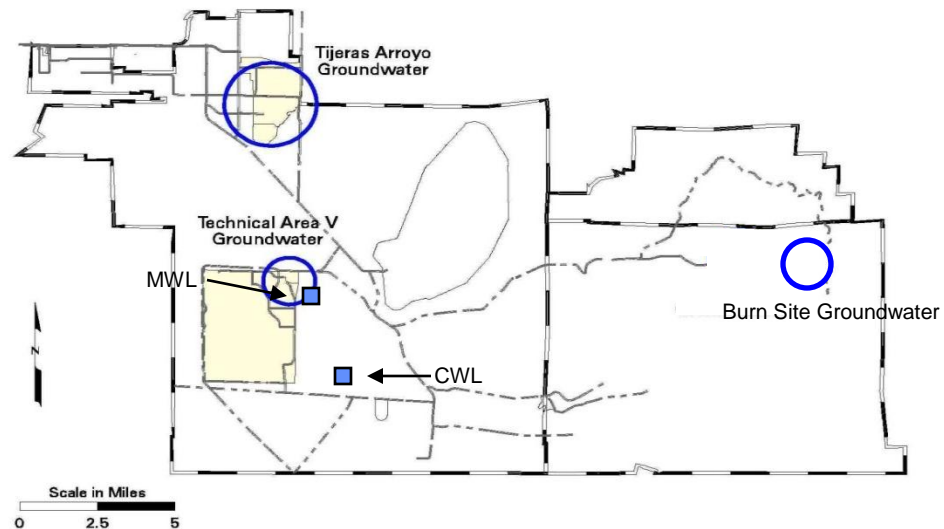 Tijeras Arroyo
Groundwater
Technical Area V
Groundwater
MWL
Burn Site Groundwater
CWL
N
Scale in Miles
0 2.5 5